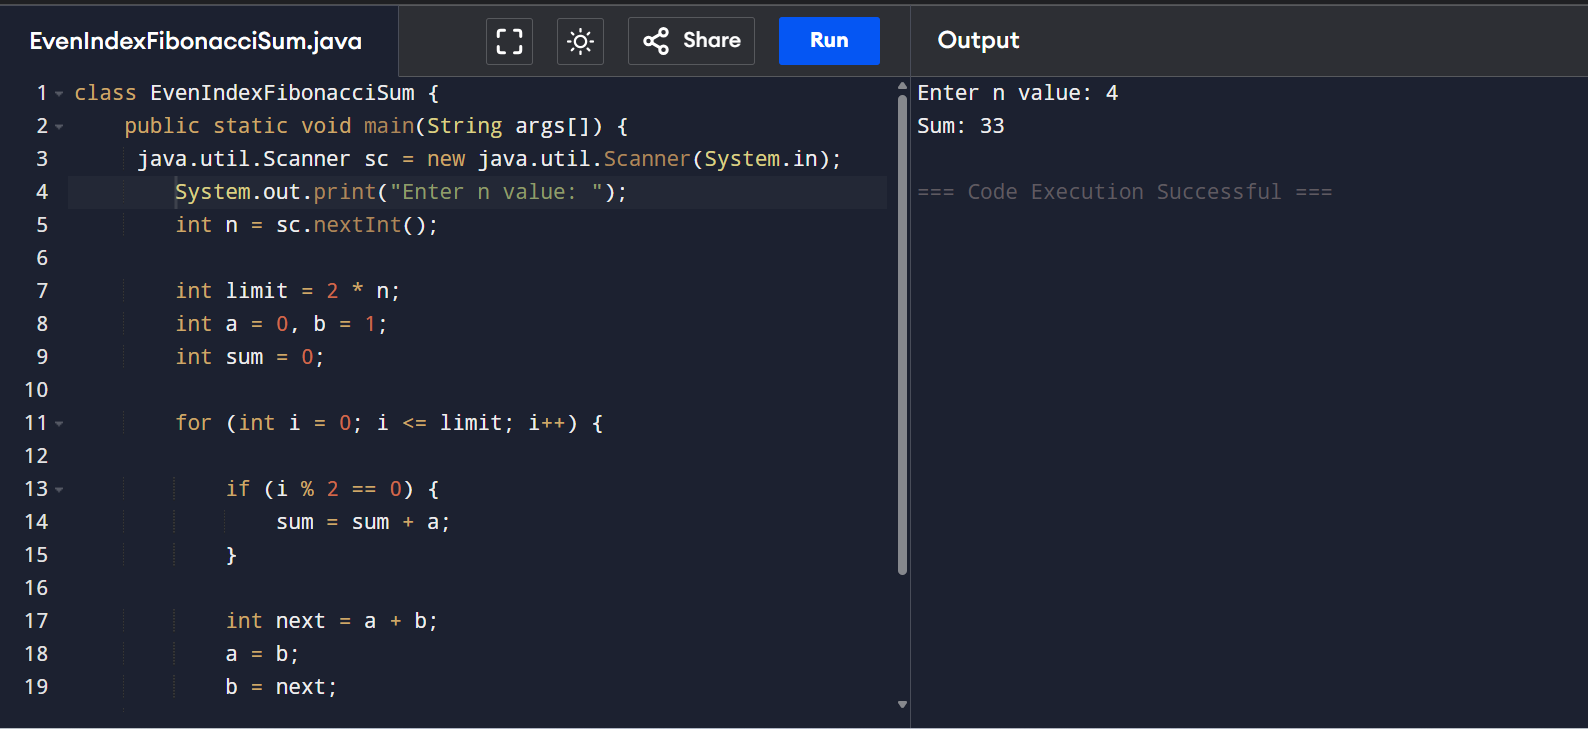 EvenIndexFibonacciSum.java
Share
Run
Output
1 class EvenIndexFibonacciSum {
2 public static void main(String args[]) {
3 java.util.Scanner sc = new java.util.Scanner(System.in);
4 System.out.print("Enter n value: ");
5 int n = sc.nextInt();
6
7 int limit = 2 * n;
8 int a = 0, b = 1;
9 int sum = 0;
10
11 for (int i = 0; i <= limit; i++) {
12
13 if (i % 2 == 0) {
14 sum = sum + a;
15 }
16
17 int next = a + b;
18 a = b;
19 b = next;
Enter n value: 4
Sum: 33
=== Code Execution Successful ===